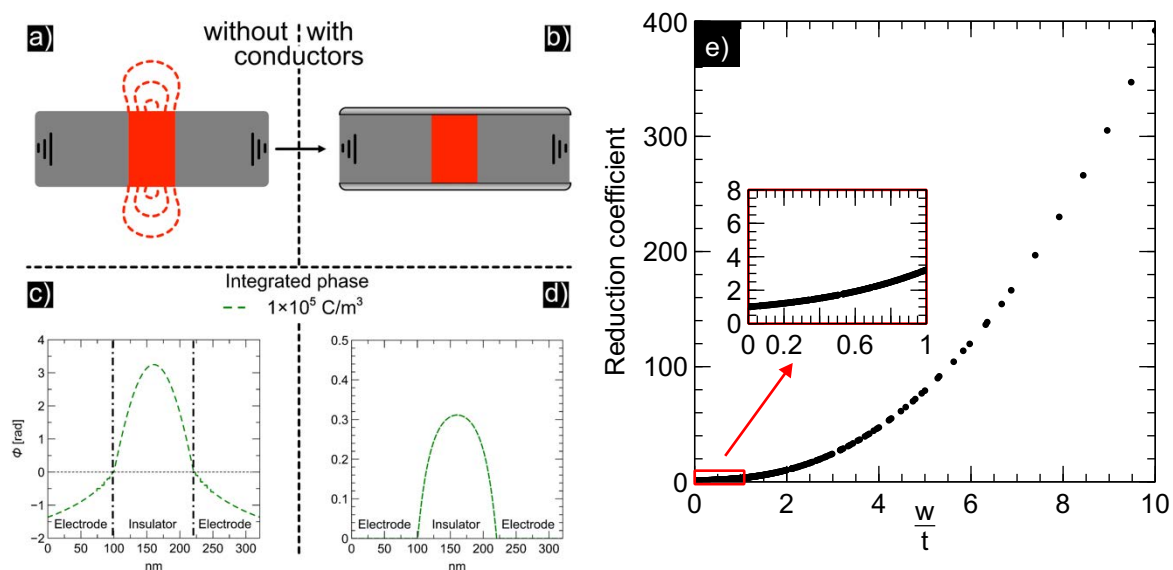 a)
without with
conductors
b)
c)
Integrated phase
1×10⁵ C/m³
d)
4
3
2
1
0
−1
−2
Φ [rad]
Electrode Insulator Electrode
0 50 100 150 200 250 300
nm
0.5
0.4
0.3
0.2
0.1
0
Electrode Insulator Electrode
0 50 100 150 200 250 300
nm
e)
Reduction coefficient
400
300
200
100
0
8
6
4
2
0
0 0.2 0.6 1
0 2 4 6 8 10
w
t